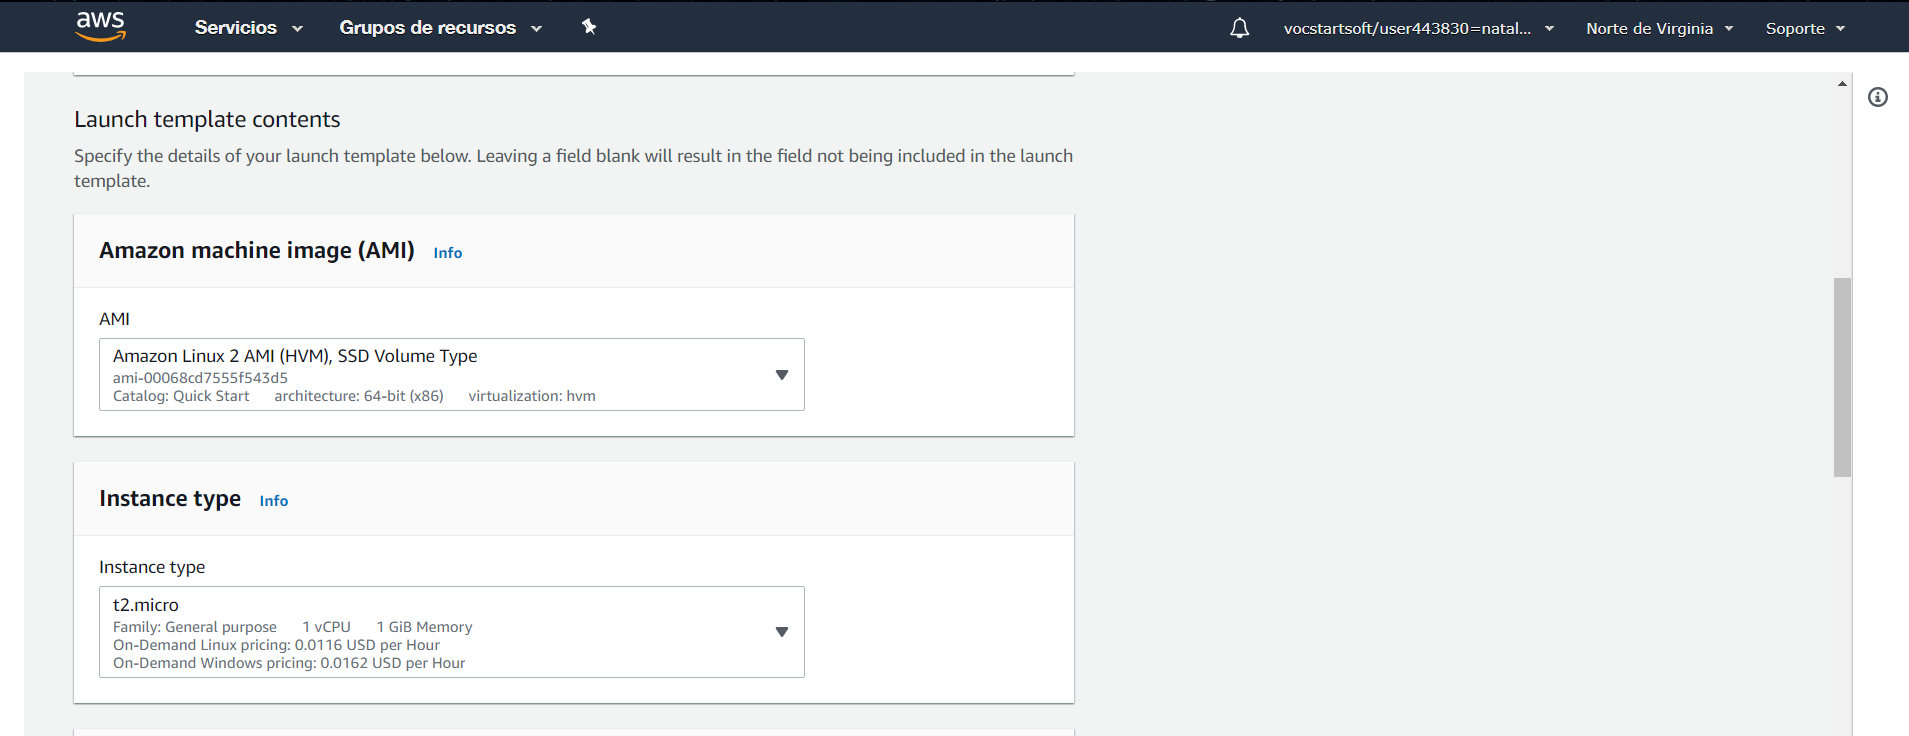 aws Servicios Grupos de recursos vocstartsoft/user443830=natal... Norte de Virginia Soporte
Launch template contents
Specify the details of your launch template below. Leaving a field blank will result in the field not being included in the launch
template.
Amazon machine image (AMI) Info
AMI
Amazon Linux 2 AMI (HVM), SSD Volume Type
ami-00068cd7555f543d5
Catalog: Quick Start architecture: 64-bit (x86) virtualization: hvm
Instance type Info
Instance type
t2.micro
Family: General purpose 1 vCPU 1 GiB Memory
On-Demand Linux pricing: 0.0116 USD per Hour
On-Demand Windows pricing: 0.0162 USD per Hour